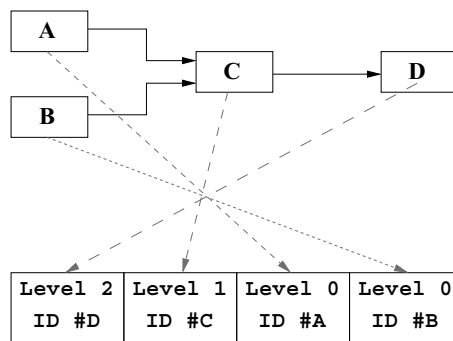 A
B
C
D
Level 2 Level 1 Level 0 Level 0
ID #D ID #C ID #A ID #B